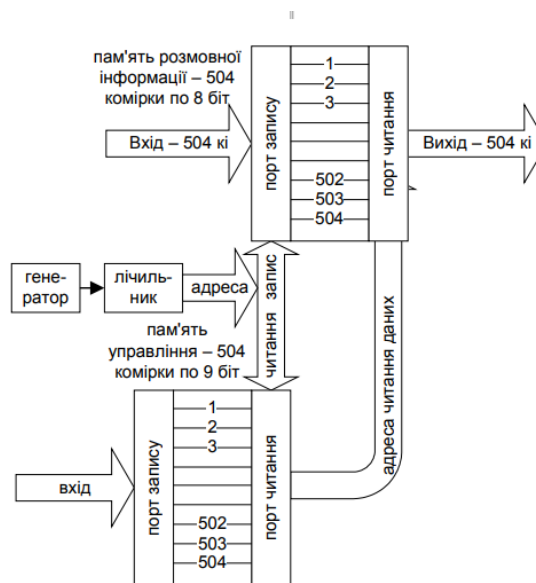 пам'ять розмовної
інформації – 504
комірки по 8 біт
Вхід – 504 кі
порт запису
1
2
3
502
503
504
порт читання
Вихід – 504 кі
гене-
ратор
лічиль-
ник
адреса
читання запис
адреса читання даних
пам'ять
управління – 504
комірки по 9 біт
вхід
порт запису
1
2
3
502
503
504
порт читання